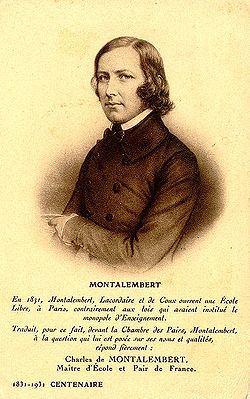 MONTALEMBERT
En 1831, Montalembert, Lacordaire et de Coux ouvrent une École
Libre, à Paris, contrairement aux lois qui avaient institué le
monopole d'Enseignement.
Traduit, pour ce fait, devant la Chambre des Pairs, Montalembert,
à la question qui lui est posée sur ses noms et qualités,
répond fièrement :
Charles de MONTALEMBERT,
Maître d'École et Pair de France.
1831-1931 CENTENAIRE